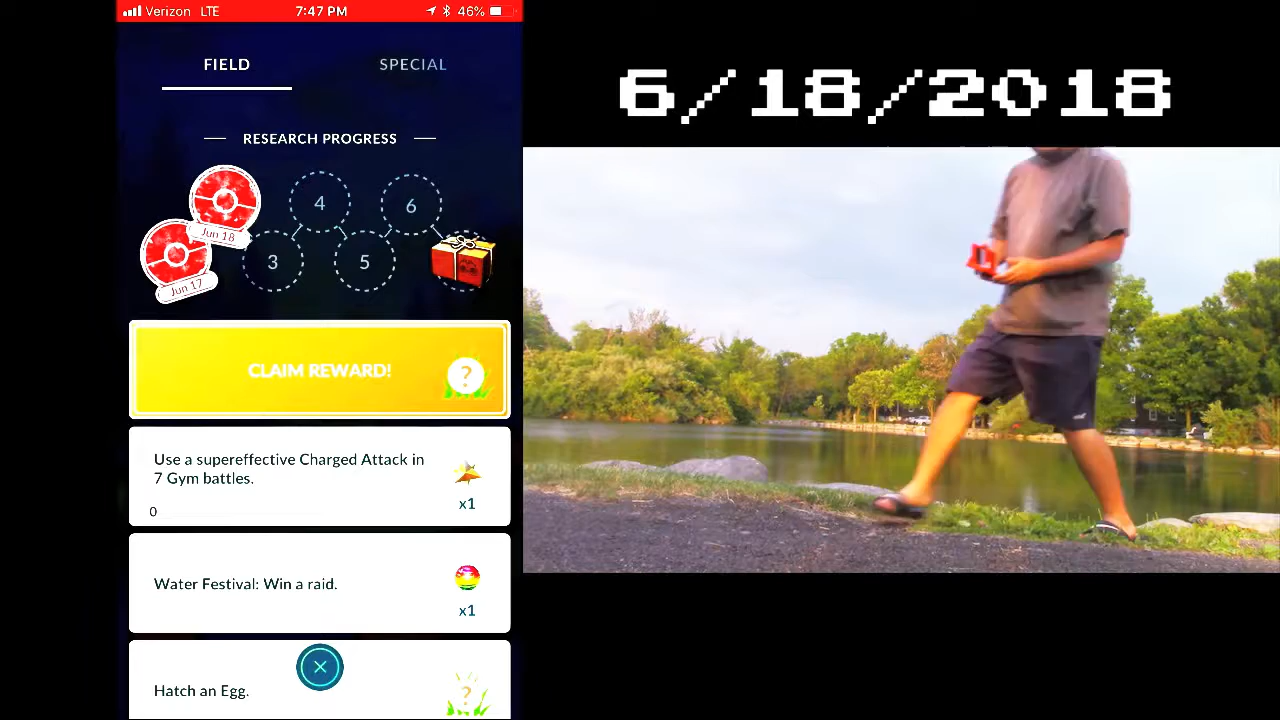 Verizon LTE 7:47 PM 46%
FIELD SPECIAL
RESEARCH PROGRESS
Jun 18
4
6
Jun 17
3
5
CLAIM REWARD!
?
Use a supereffective Charged Attack in
7 Gym battles.
x1
0
Water Festival: Win a raid.
x1
Hatch an Egg.
?
6/18/2018